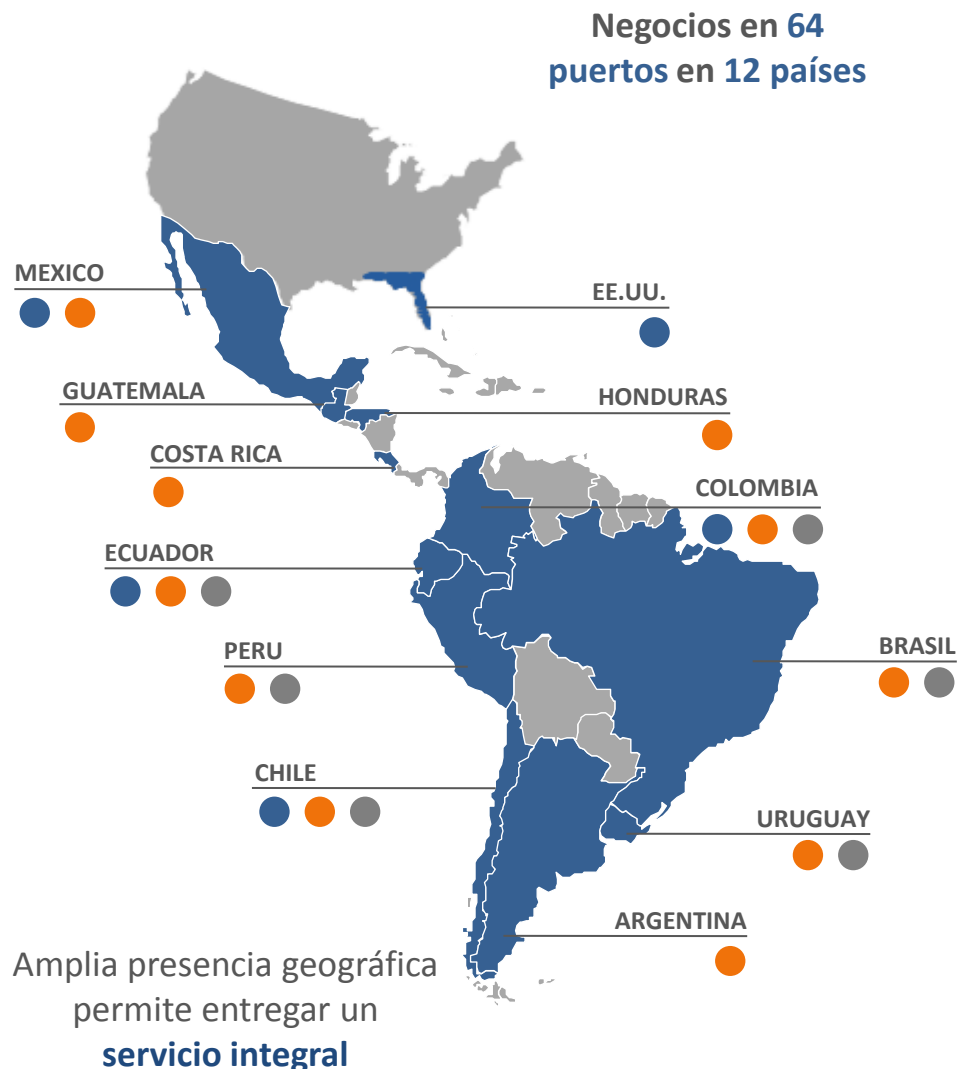 Negocios en 64
puertos en 12 países
MEXICO
EE.UU.
GUATEMALA
HONDURAS
COSTA RICA
COLOMBIA
ECUADOR
PERU
BRASIL
CHILE
URUGUAY
ARGENTINA
Amplia presencia geográfica
permite entregar un
servicio integral